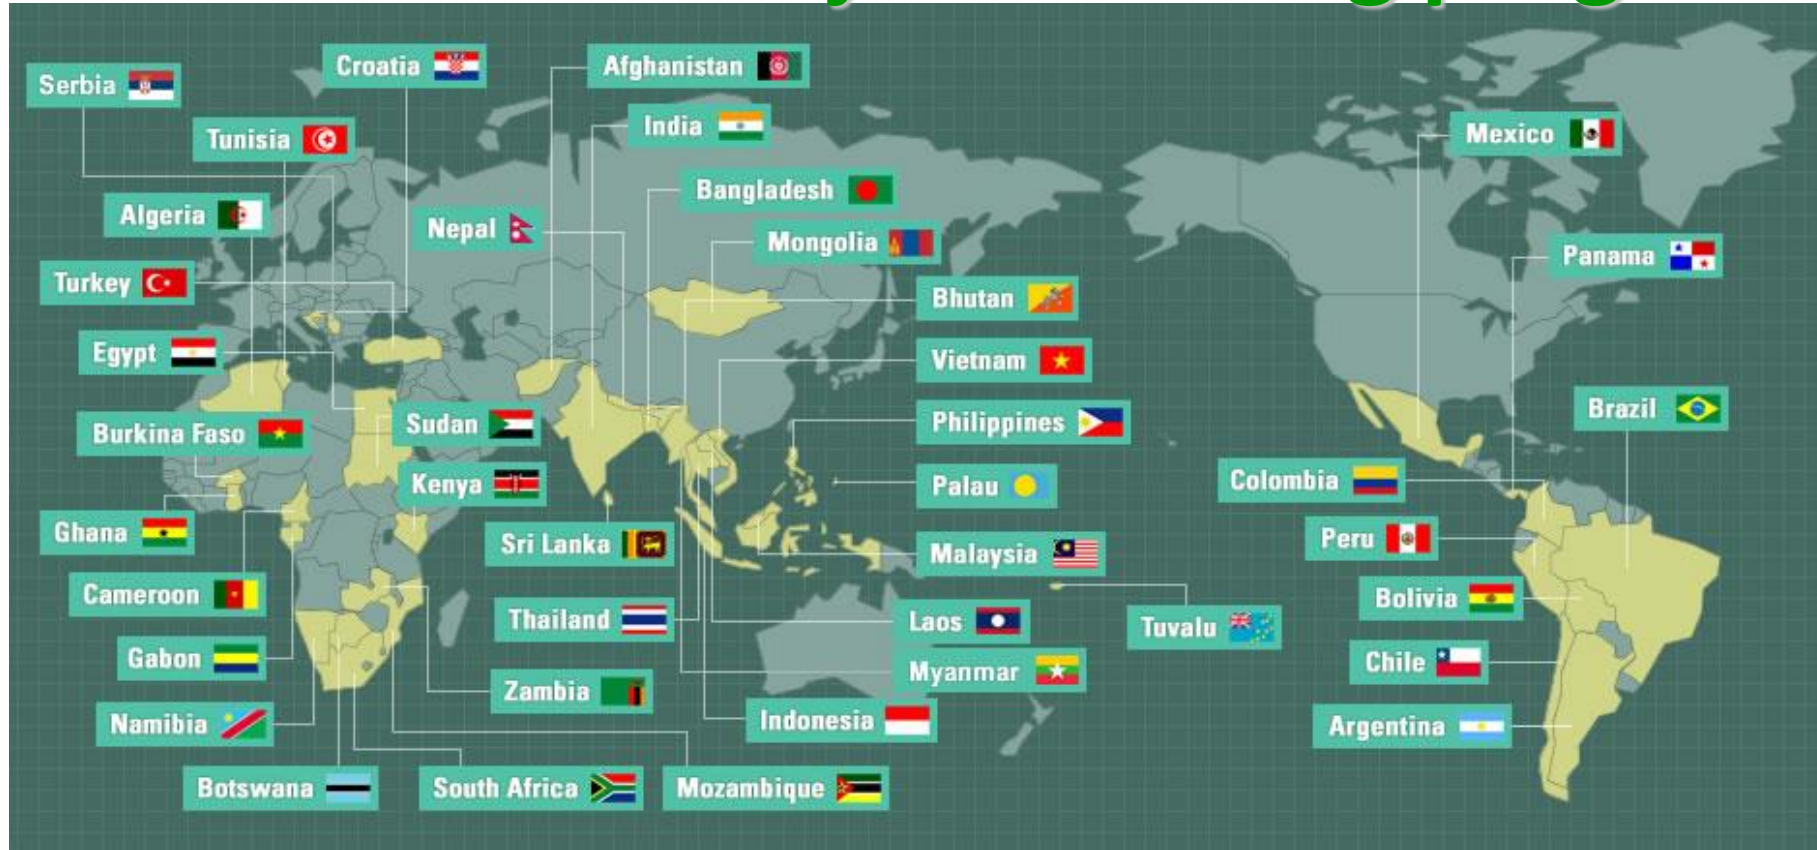 Croatia
Afghanistan
Serbia
India
Mexico
Tunisia
Bangladesh
Algeria
Nepal
Mongolia
Panama
Turkey
Bhutan
Egypt
Vietnam
Brazil
Burkina Faso
Sudan
Philippines
Kenya
Palau
Colombia
Ghana
Sri Lanka
Malaysia
Peru
Cameroon
Thailand
Laos
Tuvalu
Bolivia
Gabon
Myanmar
Chile
Zambia
Namibia
Indonesia
Argentina
Botswana
South Africa
Mozambique